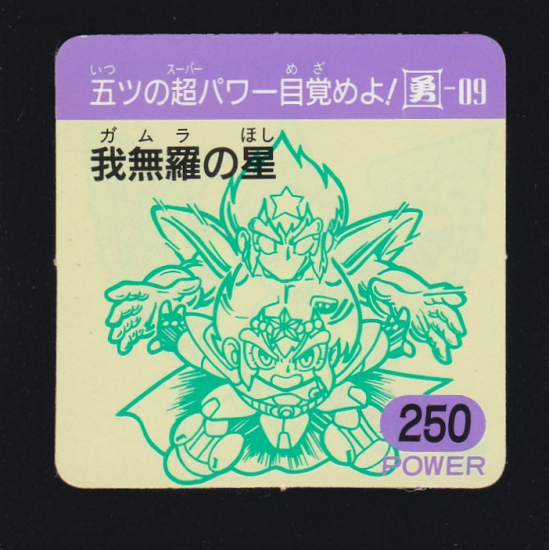 いつ スーパー めざ
五ツの超パワー目覚めよ! 勇-09
ガムラ ほし
我無羅の星
250
POWER